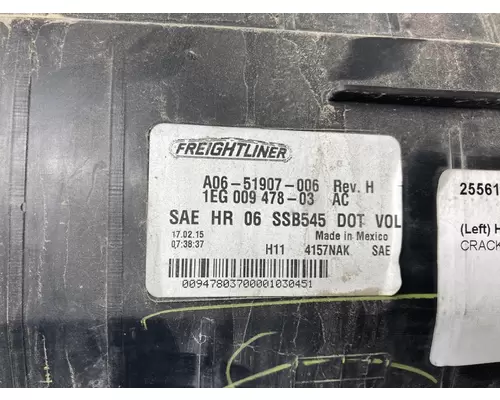 FREIGHTLINER
A06-51907-006 Rev. H
1EG 009 478-03 AC
SAE HR 06 SSB545 DOT VOL
17.02.15
07:38:37
Made in Mexico
H11 4157NAK SAE
00947803700001030451
25561
(Left) H
CRACK